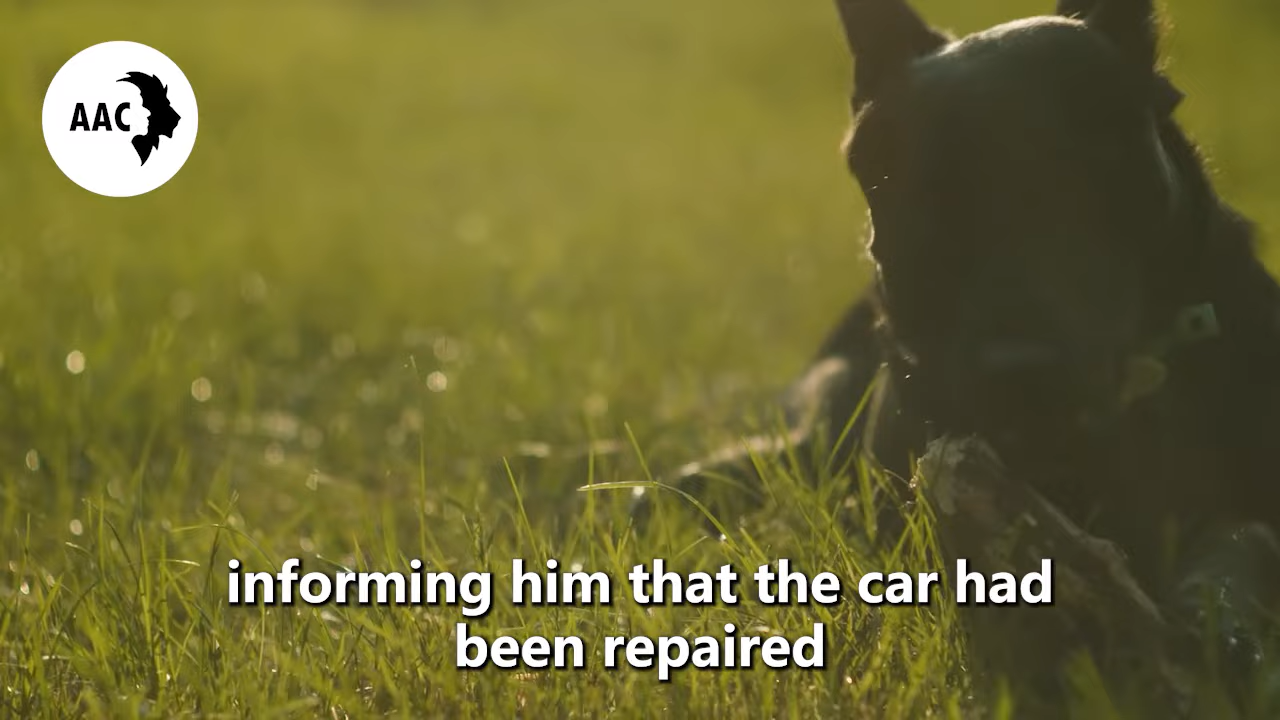 AAC
informing him that the car had
been repaired